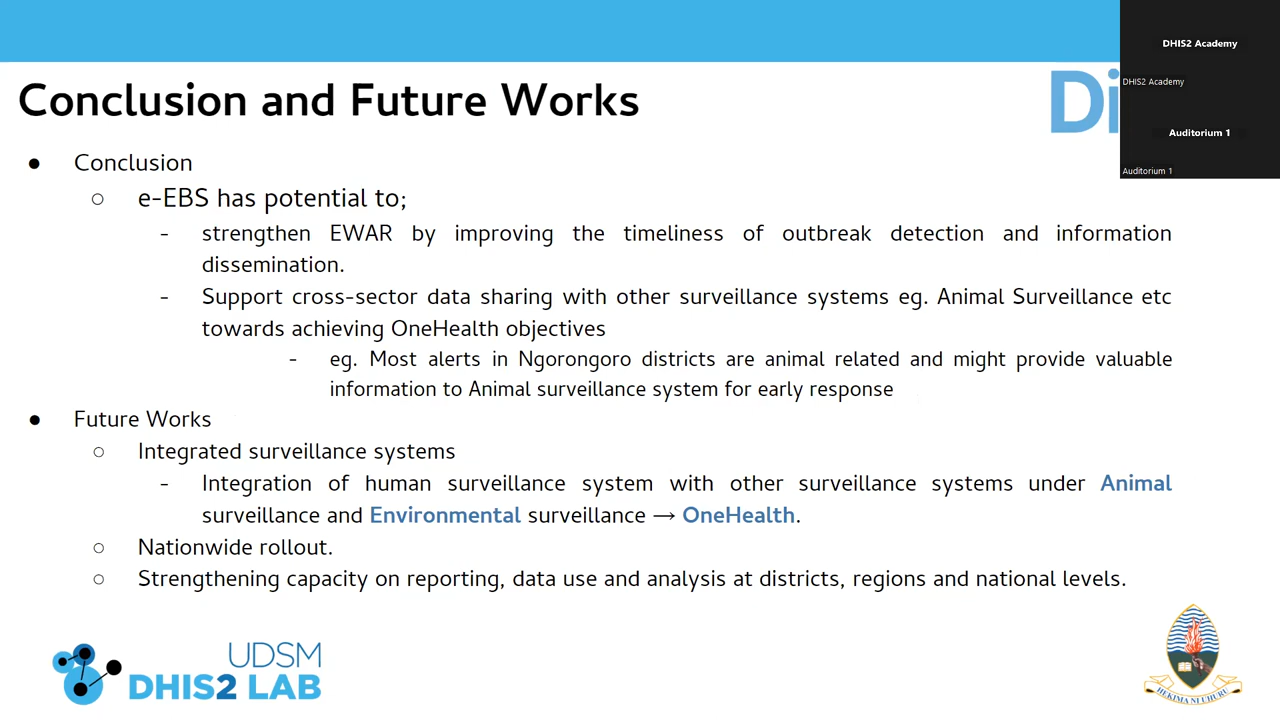 DHIS2 Academy
DHIS2 Academy
Auditorium 1
Auditorium 1
Di
Conclusion and Future Works
● Conclusion
○ e-EBS has potential to;
- strengthen EWAR by improving the timeliness of outbreak detection and information
dissemination.
- Support cross-sector data sharing with other surveillance systems eg. Animal Surveillance etc
towards achieving OneHealth objectives
- eg. Most alerts in Ngorongoro districts are animal related and might provide valuable
information to Animal surveillance system for early response
● Future Works
○ Integrated surveillance systems
- Integration of human surveillance system with other surveillance systems under Animal
surveillance and Environmental surveillance → OneHealth.
○ Nationwide rollout.
○ Strengthening capacity on reporting, data use and analysis at districts, regions and national levels.
UDSM
DHIS2 LAB
HEKIMA NI UHURU